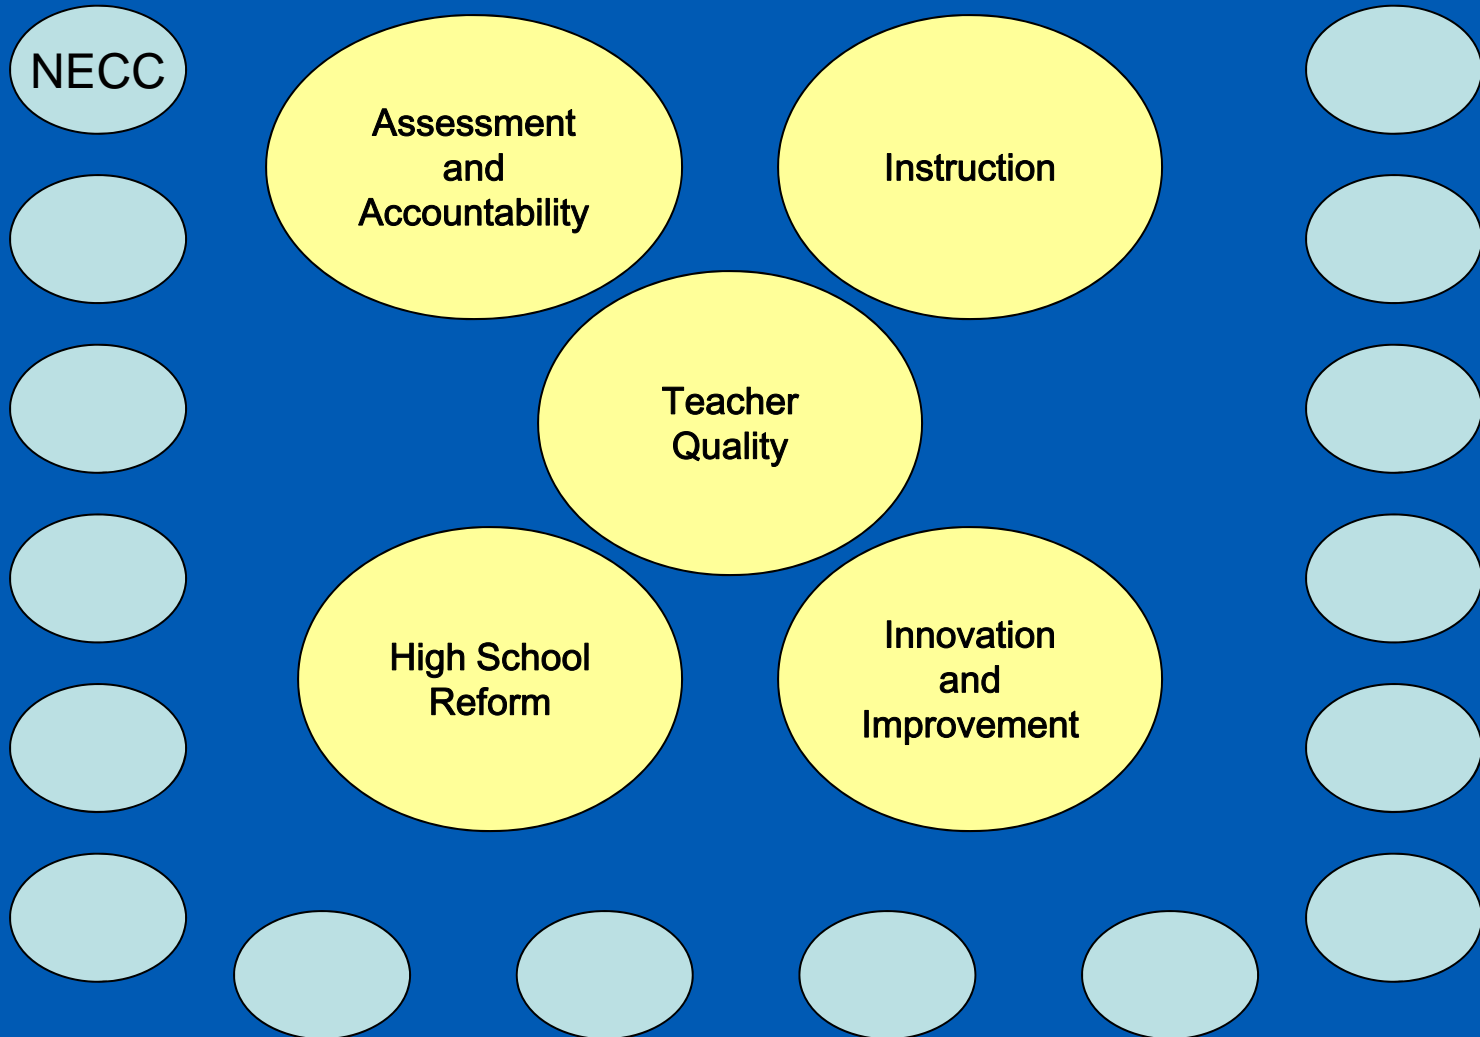 NECC
Assessment
and
Accountability
Instruction
Teacher
Quality
High School
Reform
Innovation
and
Improvement